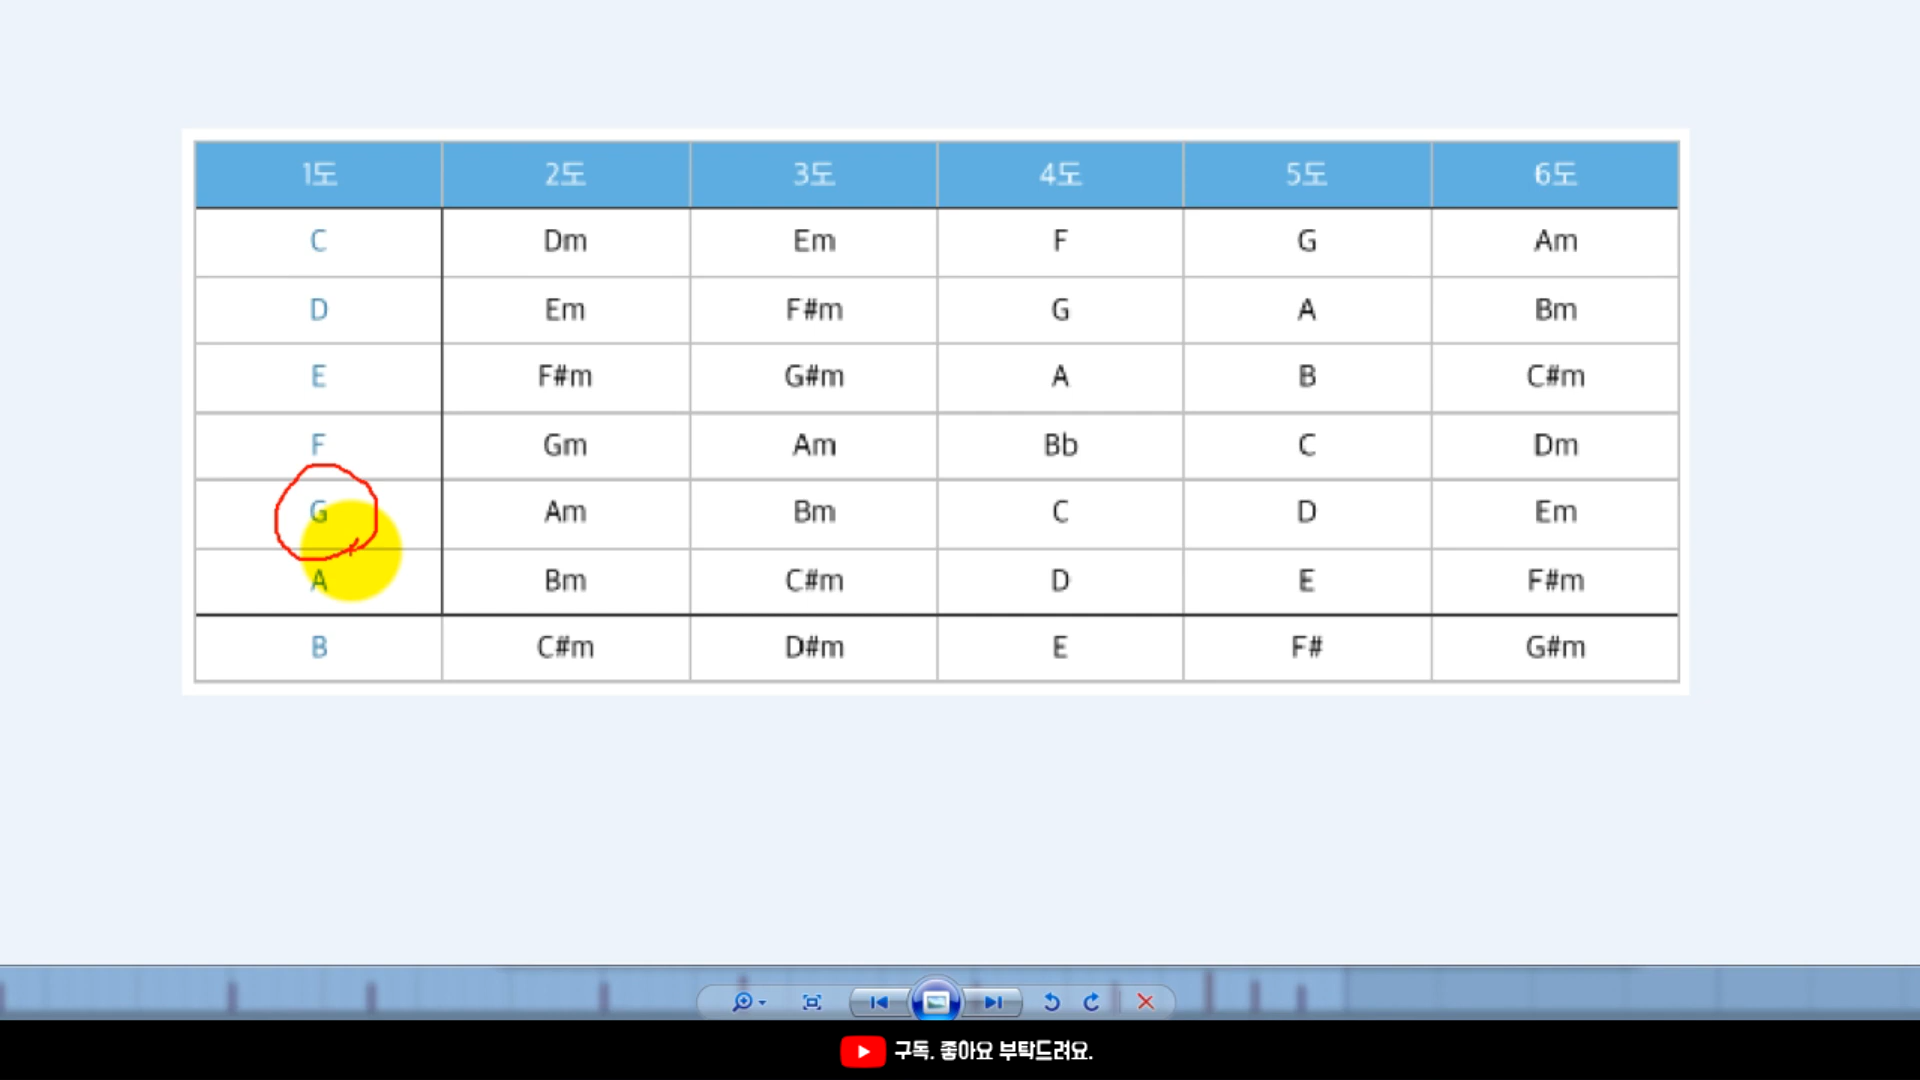 1도 2도 3도 4도 5도 6도
C Dm Em F G Am
D Em F#m G A Bm
E F#m G#m A B C#m
F Gm Am Bb C Dm
G Am Bm C D Em
A Bm C#m D E F#m
B C#m D#m E F# G#m
구독. 좋아요 부탁드려요.